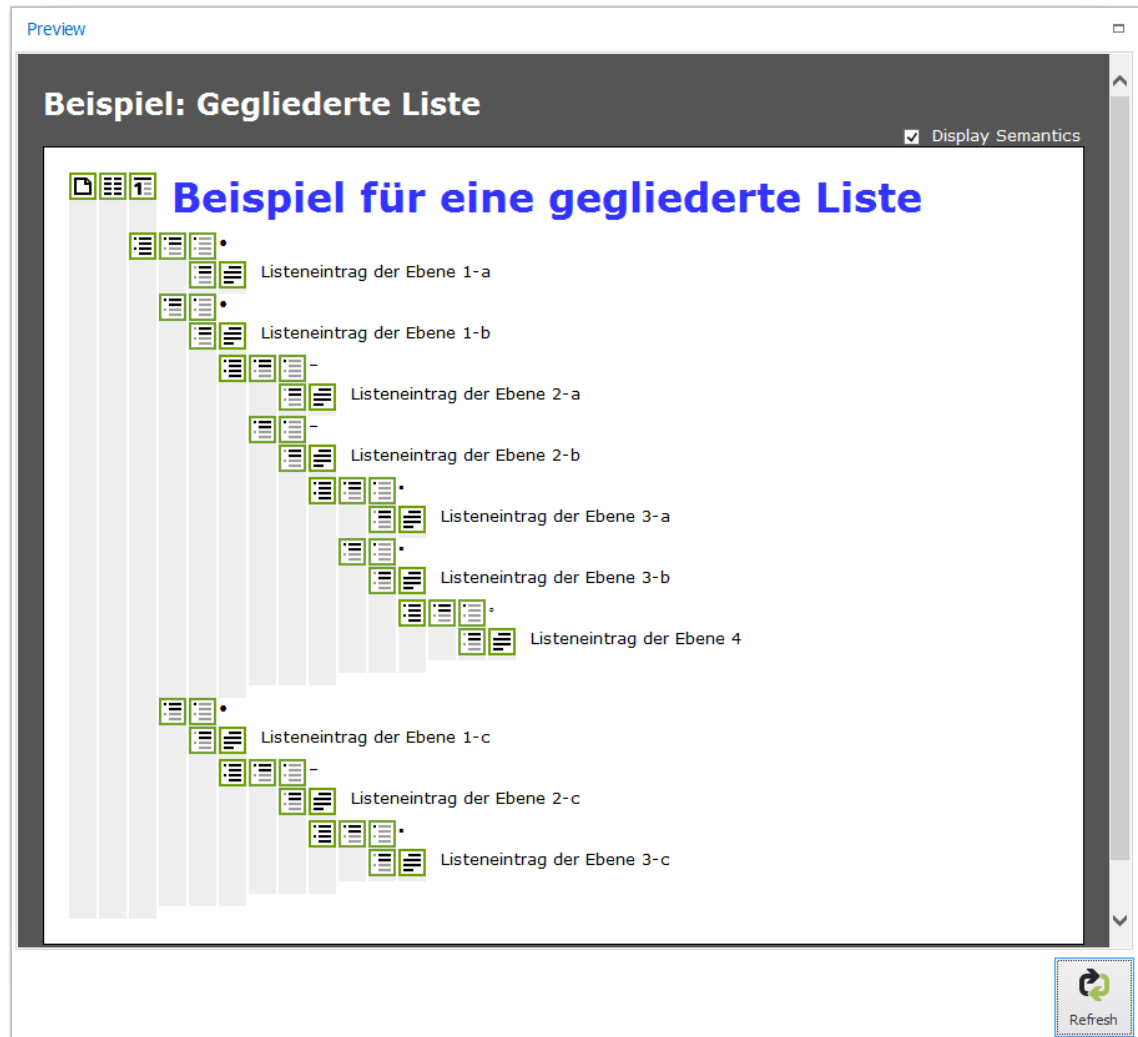 Preview
Beispiel: Gegliederte Liste
Display Semantics
Beispiel für eine gegliederte Liste
•
Listeneintrag der Ebene 1-a
•
Listeneintrag der Ebene 1-b
–
Listeneintrag der Ebene 2-a
–
Listeneintrag der Ebene 2-b
▪
Listeneintrag der Ebene 3-a
▪
Listeneintrag der Ebene 3-b
▫
Listeneintrag der Ebene 4
•
Listeneintrag der Ebene 1-c
–
Listeneintrag der Ebene 2-c
▪
Listeneintrag der Ebene 3-c
Refresh